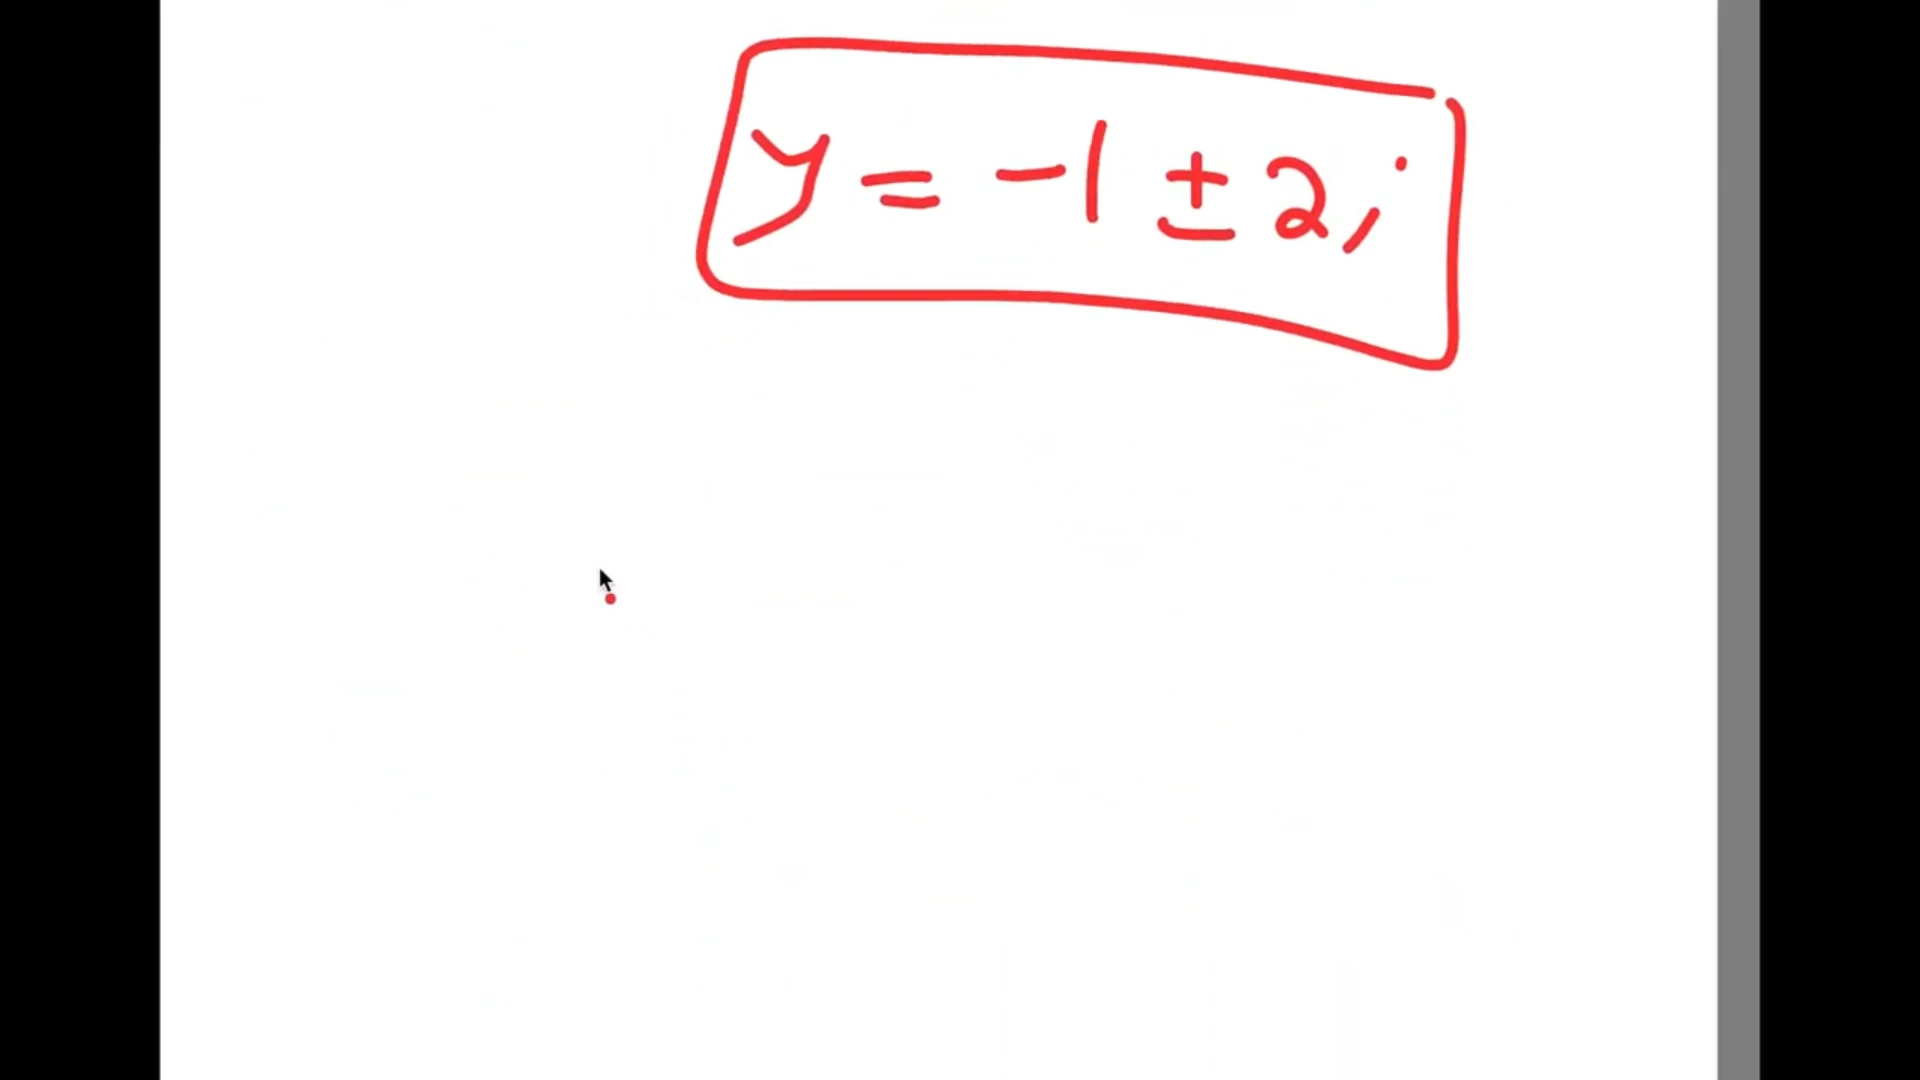 y = -1 ± 2i